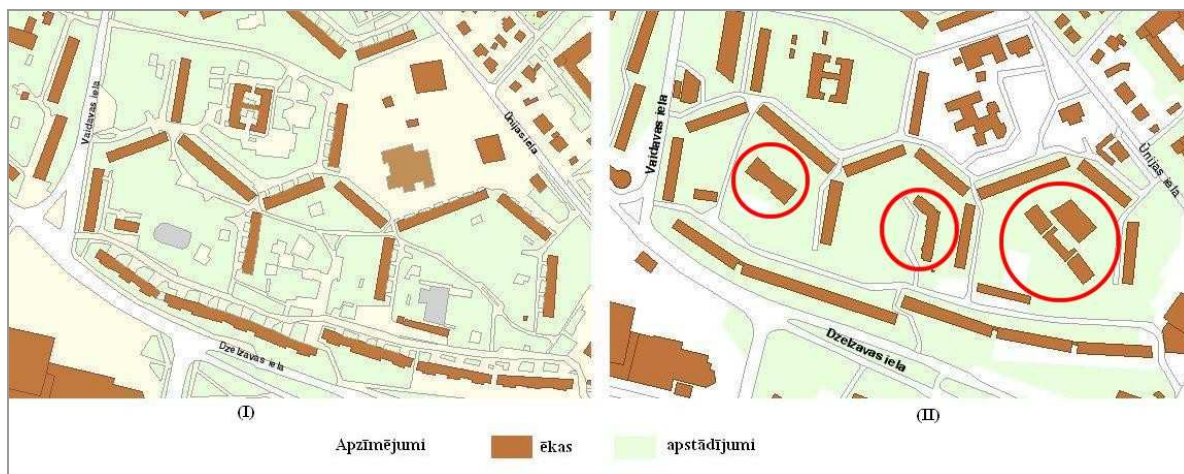 Vaidavas iela
Ūnijas iela
Dzelzavas iela
(I)
Vaidavas iela
Ūnijas iela
Dzelzavas iela
(II)
Apzīmējumi
ēkas
apstādījumi